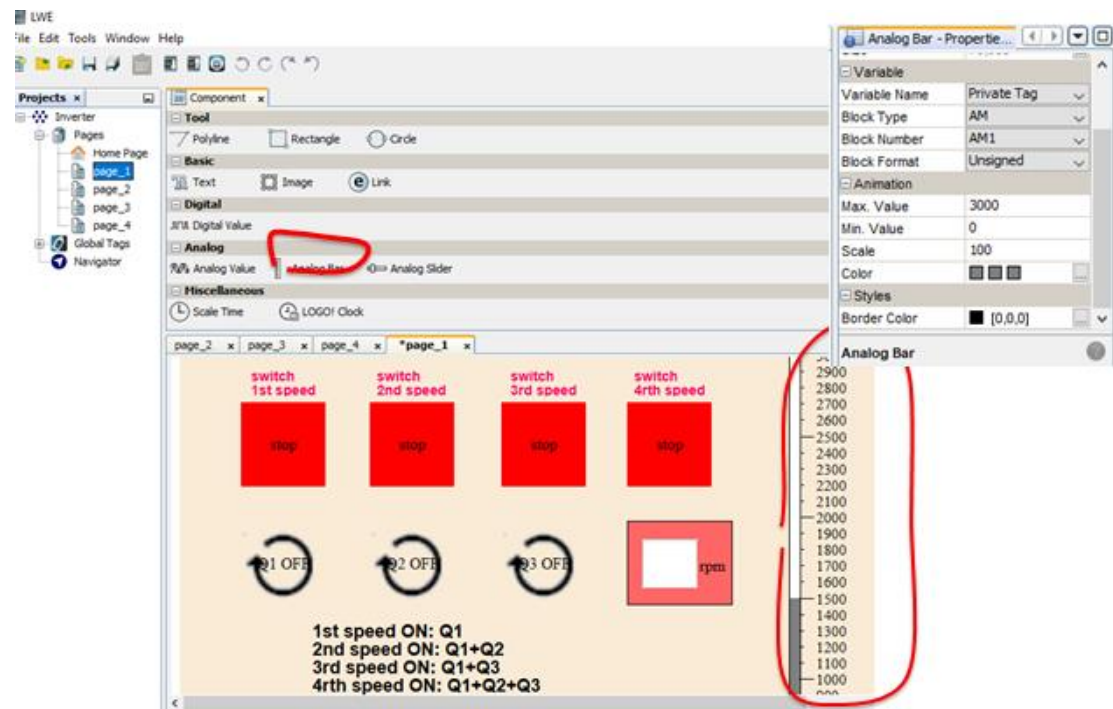 LWE
File Edit Tools Window Help
Projects x
Inverter
Pages
Home Page
page_1
page_2
page_3
page_4
Global Tags
Navigator
Component x
Tool
Polyline Rectangle Circle
Basic
Text Image Link
Digital
Digital Value
Analog
Analog Value Analog Bar Analog Slider
Miscellaneous
Scale Time LOGO! Clock
Analog Bar - Propertie...
Variable
Variable Name Private Tag
Block Type AM
Block Number AM1
Block Format Unsigned
Animation
Max. Value 3000
Min. Value 0
Scale 100
Color
Styles
Border Color [0,0,0]
Analog Bar
page_2 x page_3 x page_4 x *page_1 x
switch
1st speed
switch
2nd speed
switch
3rd speed
switch
4rth speed
stop stop stop stop
Q1 OFF Q2 OFF Q3 OFF rpm
1st speed ON: Q1
2nd speed ON: Q1+Q2
3rd speed ON: Q1+Q3
4rth speed ON: Q1+Q2+Q3
2900
2800
2700
2600
2500
2400
2300
2200
2100
2000
1900
1800
1700
1600
1500
1400
1300
1200
1100
1000